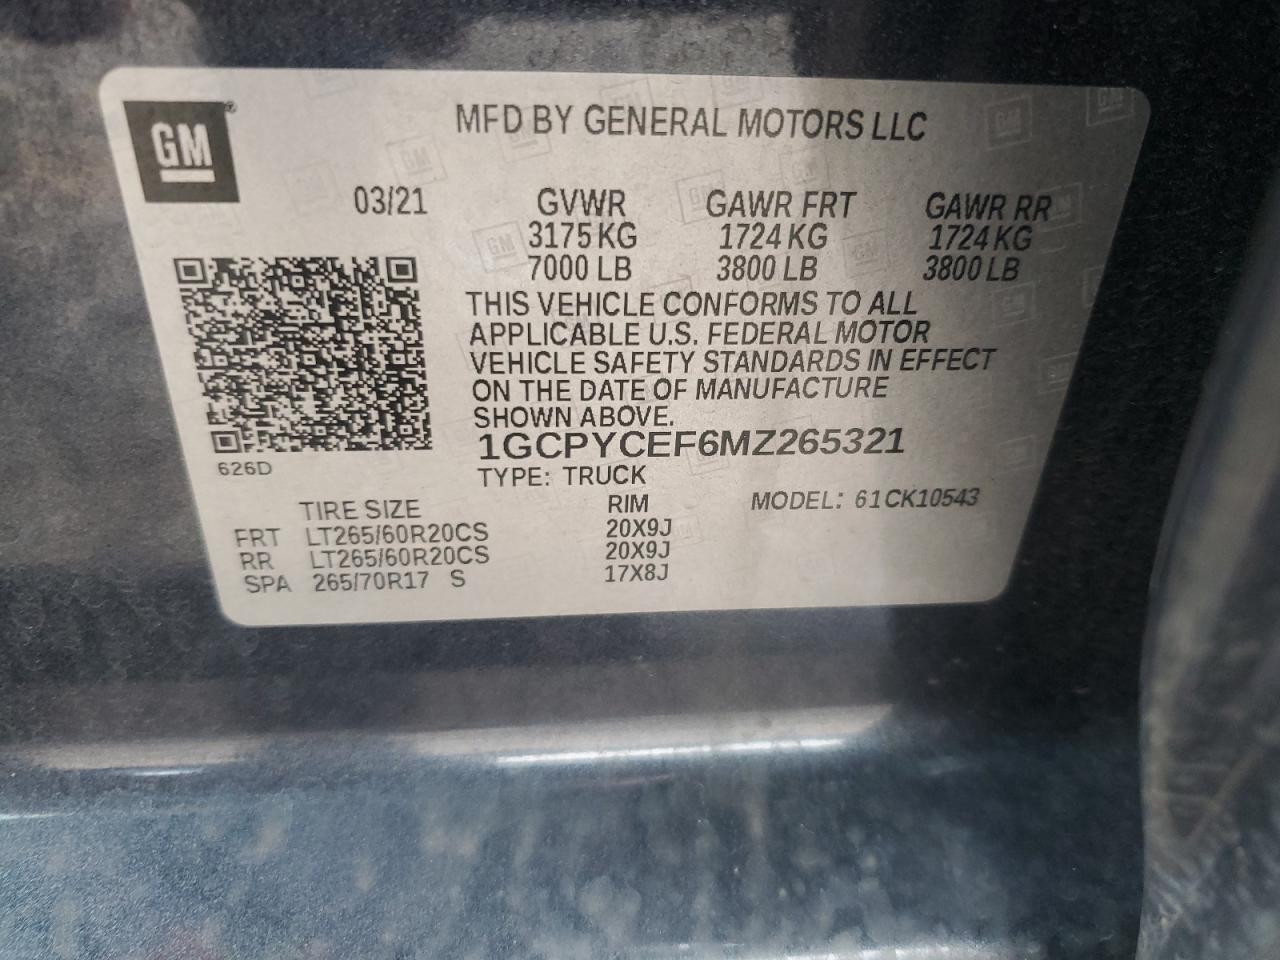 GM®
MFD BY GENERAL MOTORS LLC
03/21 GVWR GAWR FRT GAWR RR
3175 KG 1724 KG 1724 KG
7000 LB 3800 LB 3800 LB
THIS VEHICLE CONFORMS TO ALL
APPLICABLE U.S. FEDERAL MOTOR
VEHICLE SAFETY STANDARDS IN EFFECT
ON THE DATE OF MANUFACTURE
SHOWN ABOVE.
1GCPYCEF6MZ265321
626D
TYPE: TRUCK
TIRE SIZE RIM MODEL: 61CK10543
FRT LT265/60R20CS 20X9J
RR LT265/60R20CS 20X9J
SPA 265/70R17 S 17X8J